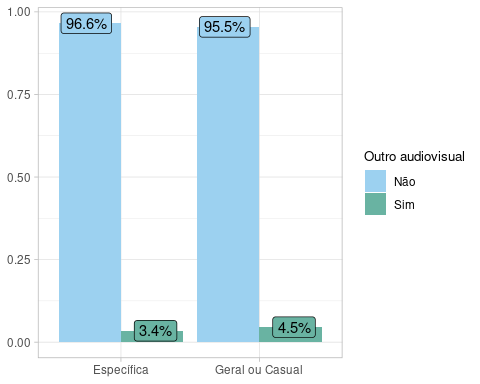 1.00
0.75
0.50
0.25
0.00
96.6%
95.5%
3.4%
4.5%
Específica
Geral ou Casual
Outro audiovisual
Não
Sim